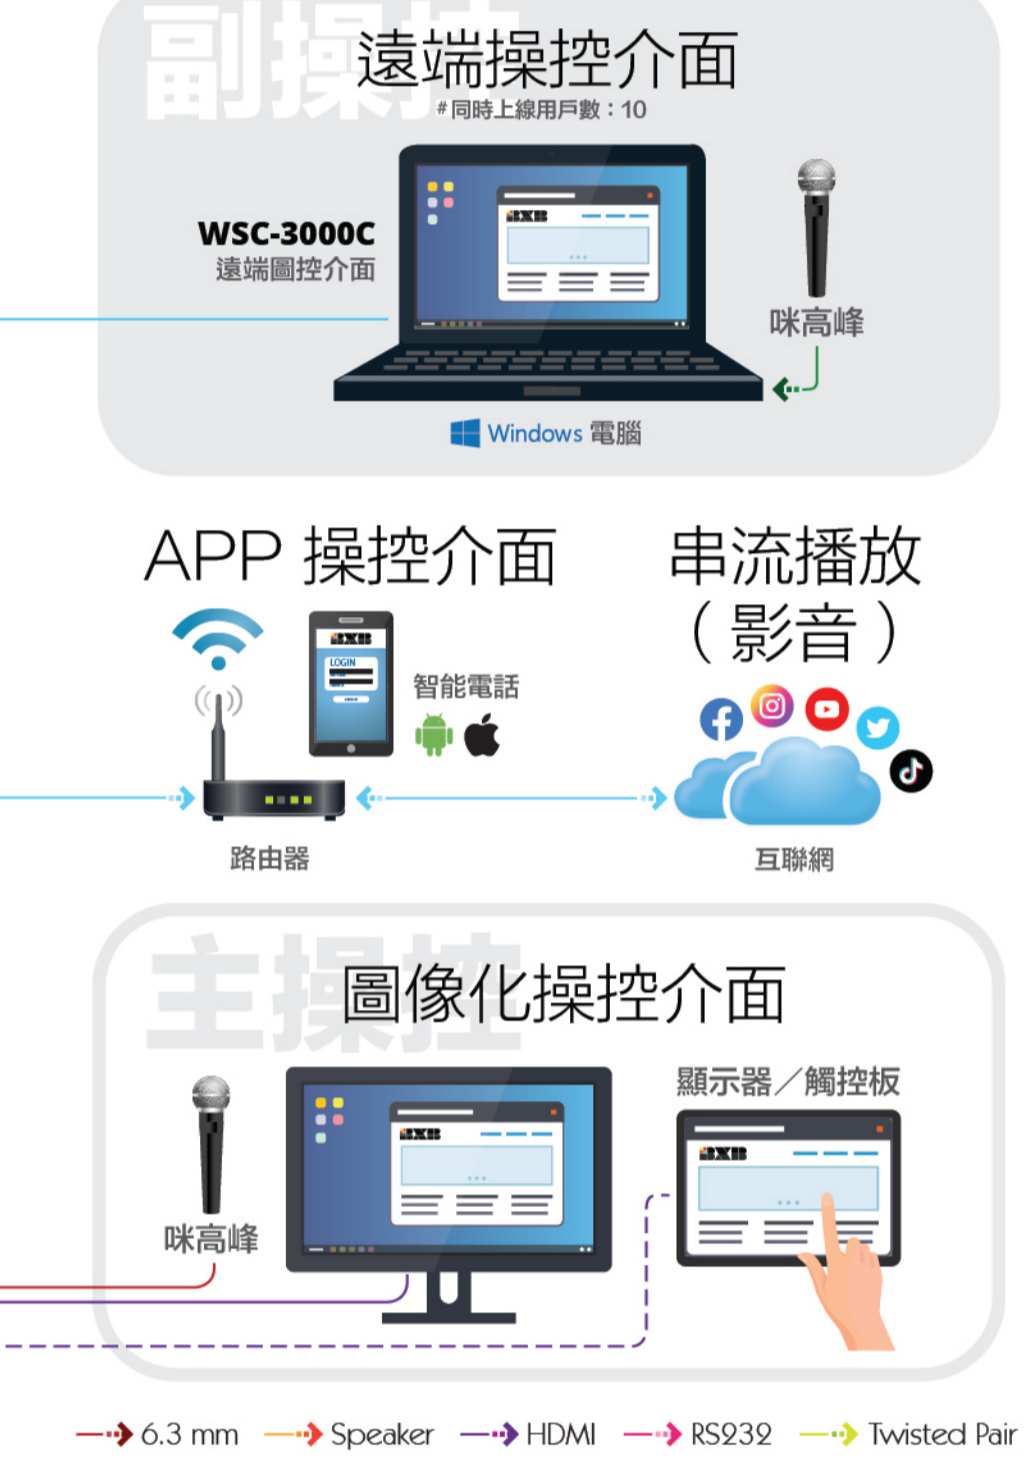 副操控
遠端操控介面
#同時上線用戶數：10
WSC-3000C
遠端圖控介面
BXB
咪高峰
Windows 電腦
APP 操控介面
BXB
LOGIN
智能電話
路由器
串流播放
（影音）
互聯網
主操控
圖像化操控介面
咪高峰
BXB
顯示器／觸控板
BXB
6.3 mm Speaker HDMI RS232 Twisted Pair